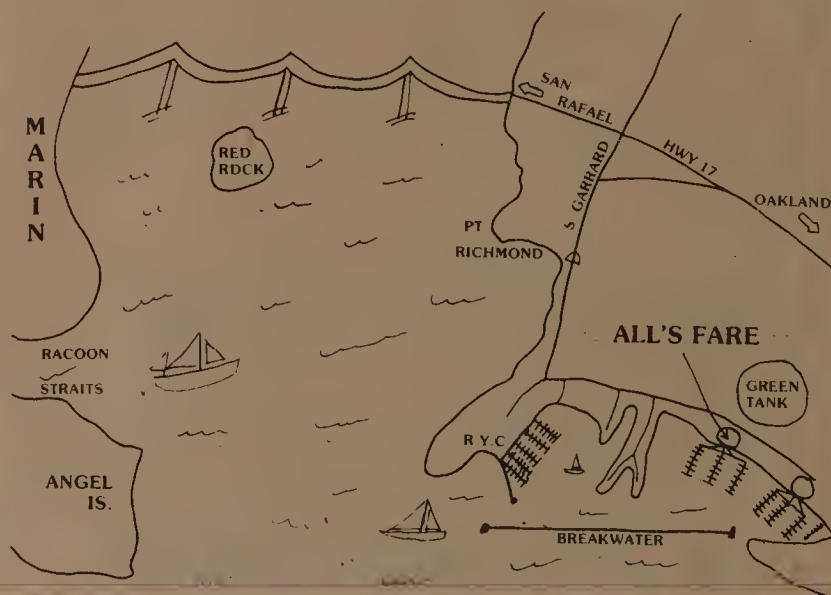 MARIN
RED
RDCK
SAN
RAFAEL
HWY 17
OAKLAND
S GARRARD
PT
RICHMOND
ALL'S FARE
RACOON
STRAITS
GREEN
TANK
R Y.C
ANGEL
IS.
BREAKWATER